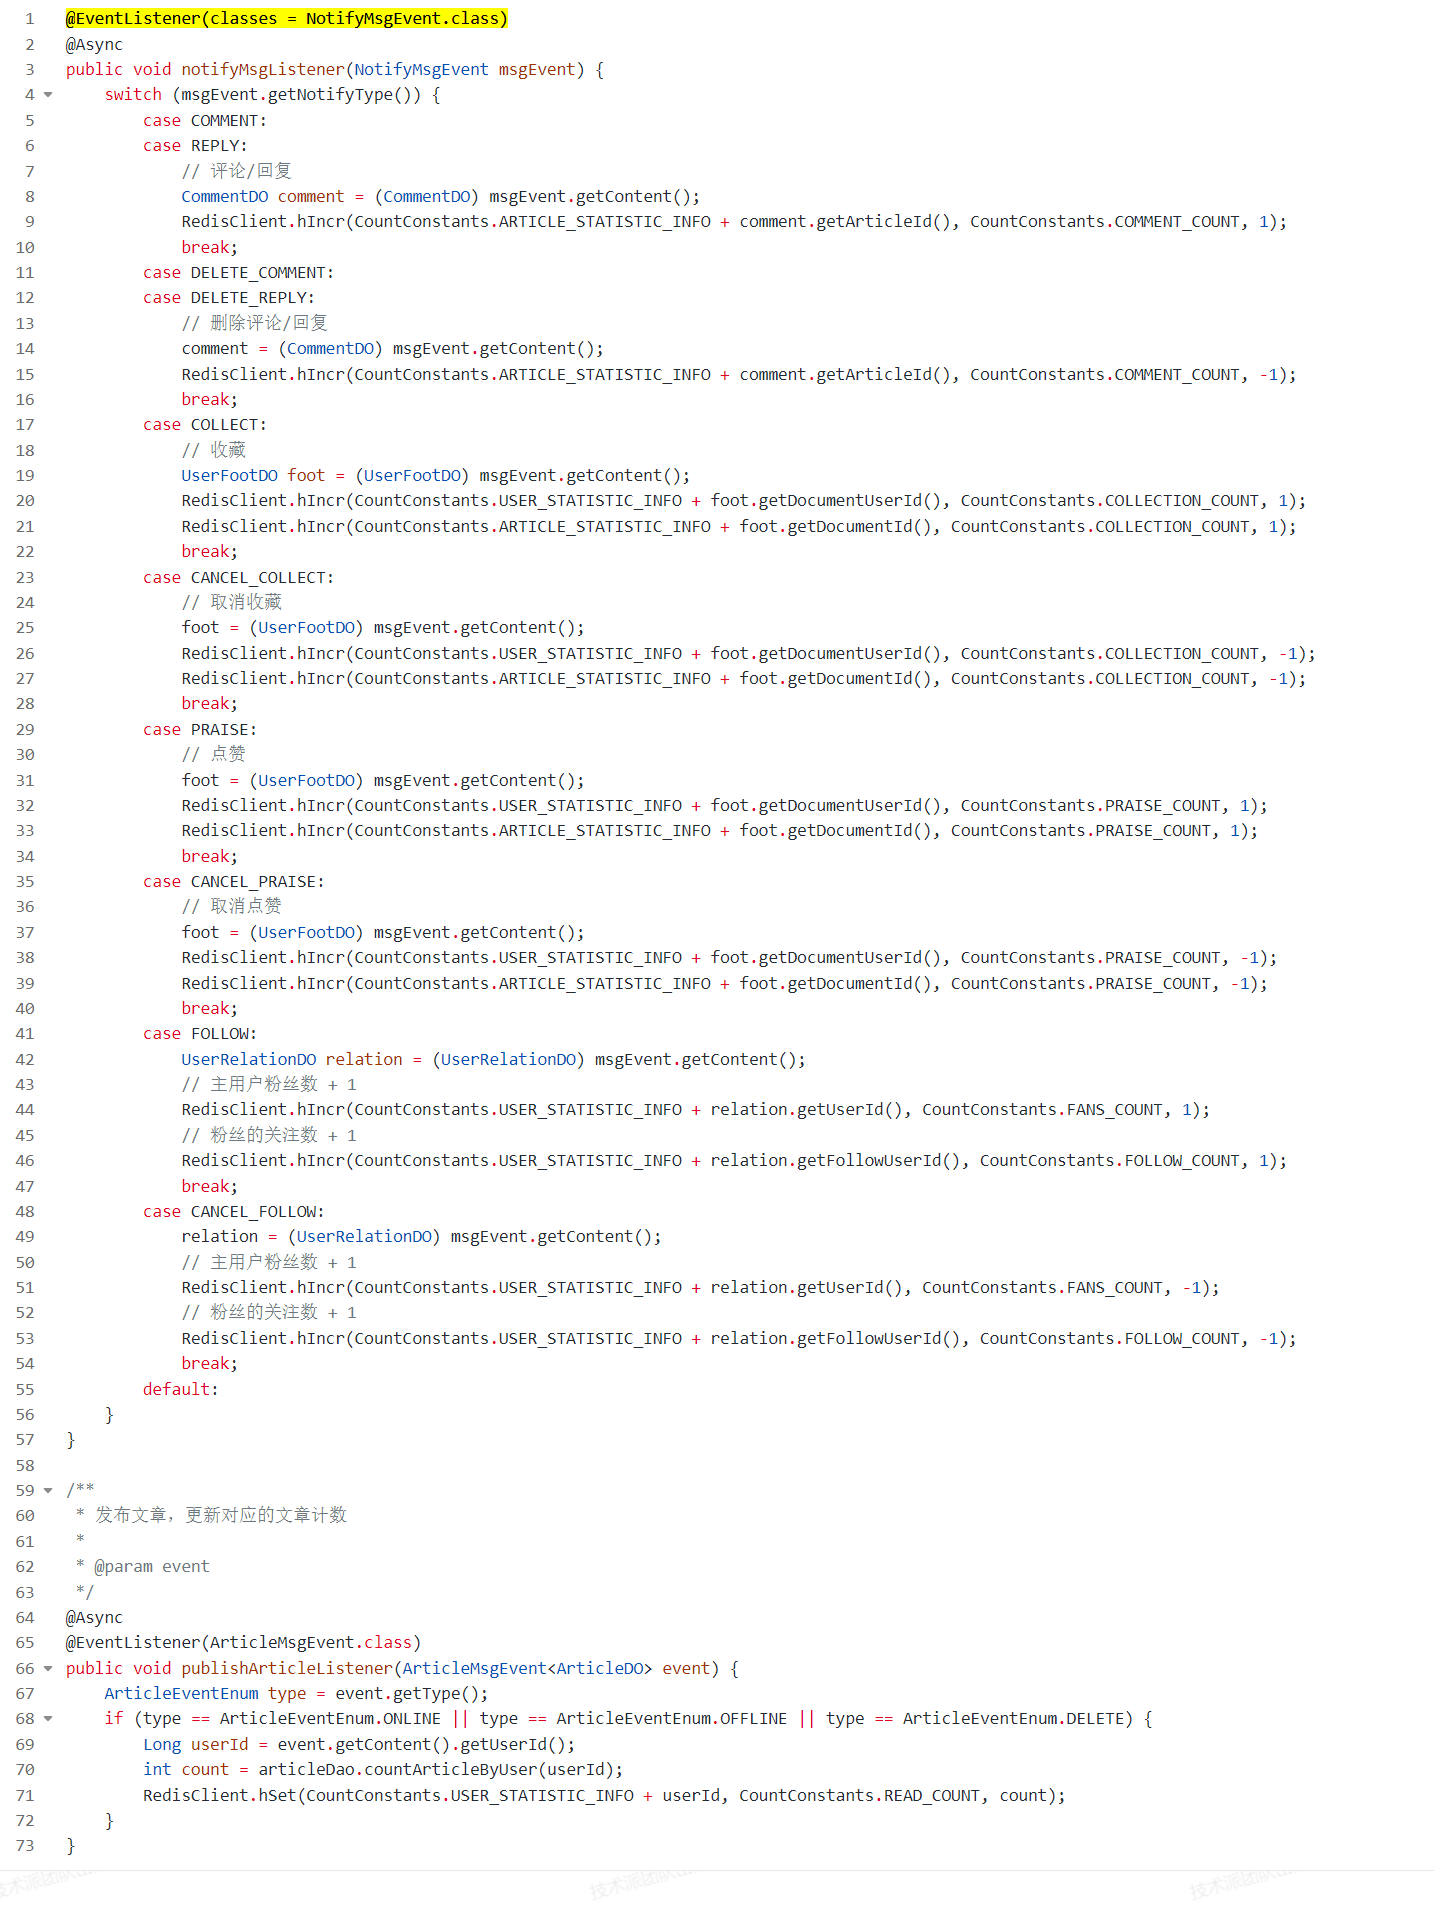 1 @EventListener(classes = NotifyMsgEvent.class)
2 @Async
3 public void notifyMsgListener(NotifyMsgEvent msgEvent) {
4     switch (msgEvent.getNotifyType()) {
5         case COMMENT:
6         case REPLY:
7             // 评论/回复
8             CommentDO comment = (CommentDO) msgEvent.getContent();
9             RedisClient.hIncr(CountConstants.ARTICLE_STATISTIC_INFO + comment.getArticleId(), CountConstants.COMMENT_COUNT, 1);
10             break;
11         case DELETE_COMMENT:
12         case DELETE_REPLY:
13             // 删除评论/回复
14             comment = (CommentDO) msgEvent.getContent();
15             RedisClient.hIncr(CountConstants.ARTICLE_STATISTIC_INFO + comment.getArticleId(), CountConstants.COMMENT_COUNT, -1);
16             break;
17         case COLLECT:
18             // 收藏
19             UserFootDO foot = (UserFootDO) msgEvent.getContent();
20             RedisClient.hIncr(CountConstants.USER_STATISTIC_INFO + foot.getDocumentUserId(), CountConstants.COLLECTION_COUNT, 1);
21             RedisClient.hIncr(CountConstants.ARTICLE_STATISTIC_INFO + foot.getDocumentId(), CountConstants.COLLECTION_COUNT, 1);
22             break;
23         case CANCEL_COLLECT:
24             // 取消收藏
25             foot = (UserFootDO) msgEvent.getContent();
26             RedisClient.hIncr(CountConstants.USER_STATISTIC_INFO + foot.getDocumentUserId(), CountConstants.COLLECTION_COUNT, -1);
27             RedisClient.hIncr(CountConstants.ARTICLE_STATISTIC_INFO + foot.getDocumentId(), CountConstants.COLLECTION_COUNT, -1);
28             break;
29         case PRAISE:
30             // 点赞
31             foot = (UserFootDO) msgEvent.getContent();
32             RedisClient.hIncr(CountConstants.USER_STATISTIC_INFO + foot.getDocumentUserId(), CountConstants.PRAISE_COUNT, 1);
33             RedisClient.hIncr(CountConstants.ARTICLE_STATISTIC_INFO + foot.getDocumentId(), CountConstants.PRAISE_COUNT, 1);
34             break;
35         case CANCEL_PRAISE:
36             // 取消点赞
37             foot = (UserFootDO) msgEvent.getContent();
38             RedisClient.hIncr(CountConstants.USER_STATISTIC_INFO + foot.getDocumentUserId(), CountConstants.PRAISE_COUNT, -1);
39             RedisClient.hIncr(CountConstants.ARTICLE_STATISTIC_INFO + foot.getDocumentId(), CountConstants.PRAISE_COUNT, -1);
40             break;
41         case FOLLOW:
42             UserRelationDO relation = (UserRelationDO) msgEvent.getContent();
43             // 主用户粉丝数 + 1
44             RedisClient.hIncr(CountConstants.USER_STATISTIC_INFO + relation.getUserId(), CountConstants.FANS_COUNT, 1);
45             // 粉丝的关注数 + 1
46             RedisClient.hIncr(CountConstants.USER_STATISTIC_INFO + relation.getFollowUserId(), CountConstants.FOLLOW_COUNT, 1);
47             break;
48         case CANCEL_FOLLOW:
49             relation = (UserRelationDO) msgEvent.getContent();
50             // 主用户粉丝数 + 1
51             RedisClient.hIncr(CountConstants.USER_STATISTIC_INFO + relation.getUserId(), CountConstants.FANS_COUNT, -1);
52             // 粉丝的关注数 + 1
53             RedisClient.hIncr(CountConstants.USER_STATISTIC_INFO + relation.getFollowUserId(), CountConstants.FOLLOW_COUNT, -1);
54             break;
55         default:
56     }
57 }
58
59 /**
60  * 发布文章，更新对应的文章计数
61  *
62  * @param event
63  */
64 @Async
65 @EventListener(ArticleMsgEvent.class)
66 public void publishArticleListener(ArticleMsgEvent<ArticleDO> event) {
67     ArticleEventEnum type = event.getType();
68     if (type == ArticleEventEnum.ONLINE || type == ArticleEventEnum.OFFLINE || type == ArticleEventEnum.DELETE) {
69         Long userId = event.getContent().getUserId();
70         int count = articleDao.countArticleByUser(userId);
71         RedisClient.hSet(CountConstants.USER_STATISTIC_INFO + userId, CountConstants.READ_COUNT, count);
72     }
73 }
技术派团队
技术派团队
技术派团队